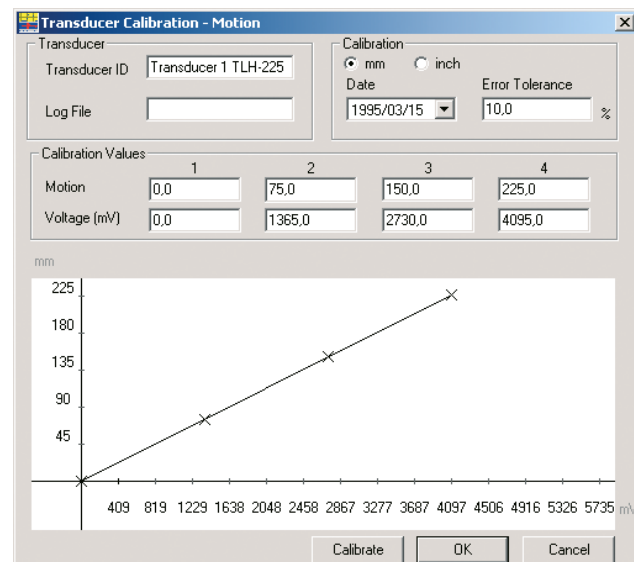 Transducer Calibration - Motion
Transducer
Transducer ID Transducer 1 TLH-225
Log File
Calibration
mm inch
Date Error Tolerance
1995/03/15 10,0 %
Calibration Values
1 2 3 4
Motion 0,0 75,0 150,0 225,0
Voltage (mV) 0,0 1365,0 2730,0 4095,0
mm
225
180
135
90
45
409 819 1229 1638 2048 2458 2867 3277 3687 4097 4506 4916 5326 5735 mV
Calibrate OK Cancel